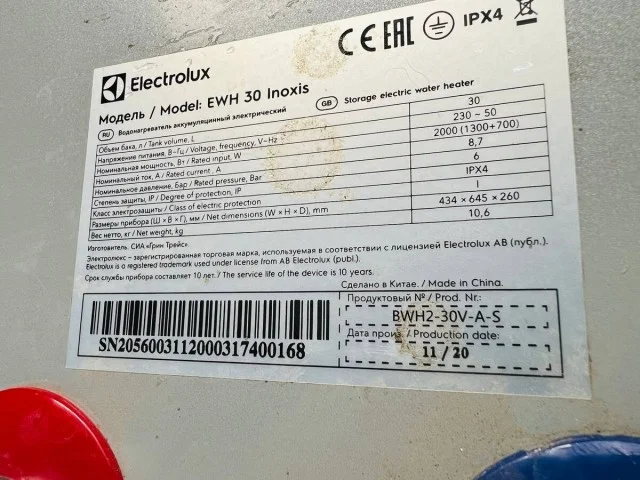 CE EAC IPX4
Electrolux
Модель / Model: EWH 30 Inoxis
RU Водонагреватель аккумуляционный электрический GB Storage electric water heater
Объем бака, л / Tank volume, L 30
Напряжение питания, В~Гц / Voltage, frequency, V~Hz 230 ~ 50
Номинальная мощность, Вт / Rated input, W 2000 (1300+700)
Номинальный ток, А / Rated current, A 8,7
Номинальное давление, Бар / Rated pressure, Bar 6
Степень защиты, IP / Degree of protection, IP IPX4
Класс электрозащиты / Class of electric protection I
Размеры прибора (Ш × В × Г), мм / Net dimensions (W × H × D), mm 434 × 645 × 260
Вес нетто, кг / Net weight, kg 10,6
Изготовитель: СИА «Грин Трейс».
Электролюкс – зарегистрированная торговая марка, используемая в соответствии с лицензией Electrolux AB (публ.).
Electrolux is a registered trademark used under license from AB Electrolux (publ.).
Срок службы прибора составляет 10 лет. / The service life of the device is 10 years.
Сделано в Китае. / Made in China.
Продуктовый № / Prod. Nr.:
BWH2-30V-A-S
Дата произ. / Production date:
11 / 20
SN2056003112000317400168